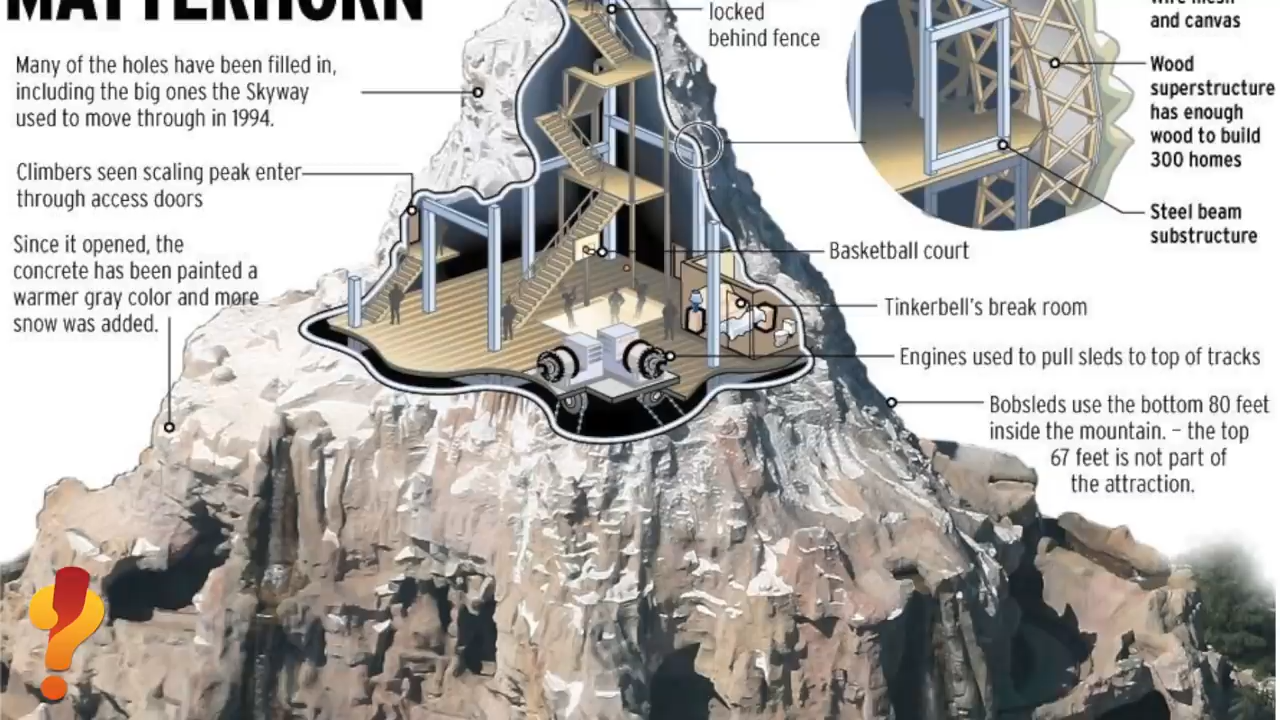 MATTERHORN
Many of the holes have been filled in,
including the big ones the Skyway
used to move through in 1994.
Climbers seen scaling peak enter
through access doors
Since it opened, the
concrete has been painted a
warmer gray color and more
snow was added.
locked
behind fence
wire mesh
and canvas
Wood
superstructure
has enough
wood to build
300 homes
Steel beam
substructure
Basketball court
Tinkerbell's break room
Engines used to pull sleds to top of tracks
Bobsleds use the bottom 80 feet
inside the mountain. – the top
67 feet is not part of
the attraction.